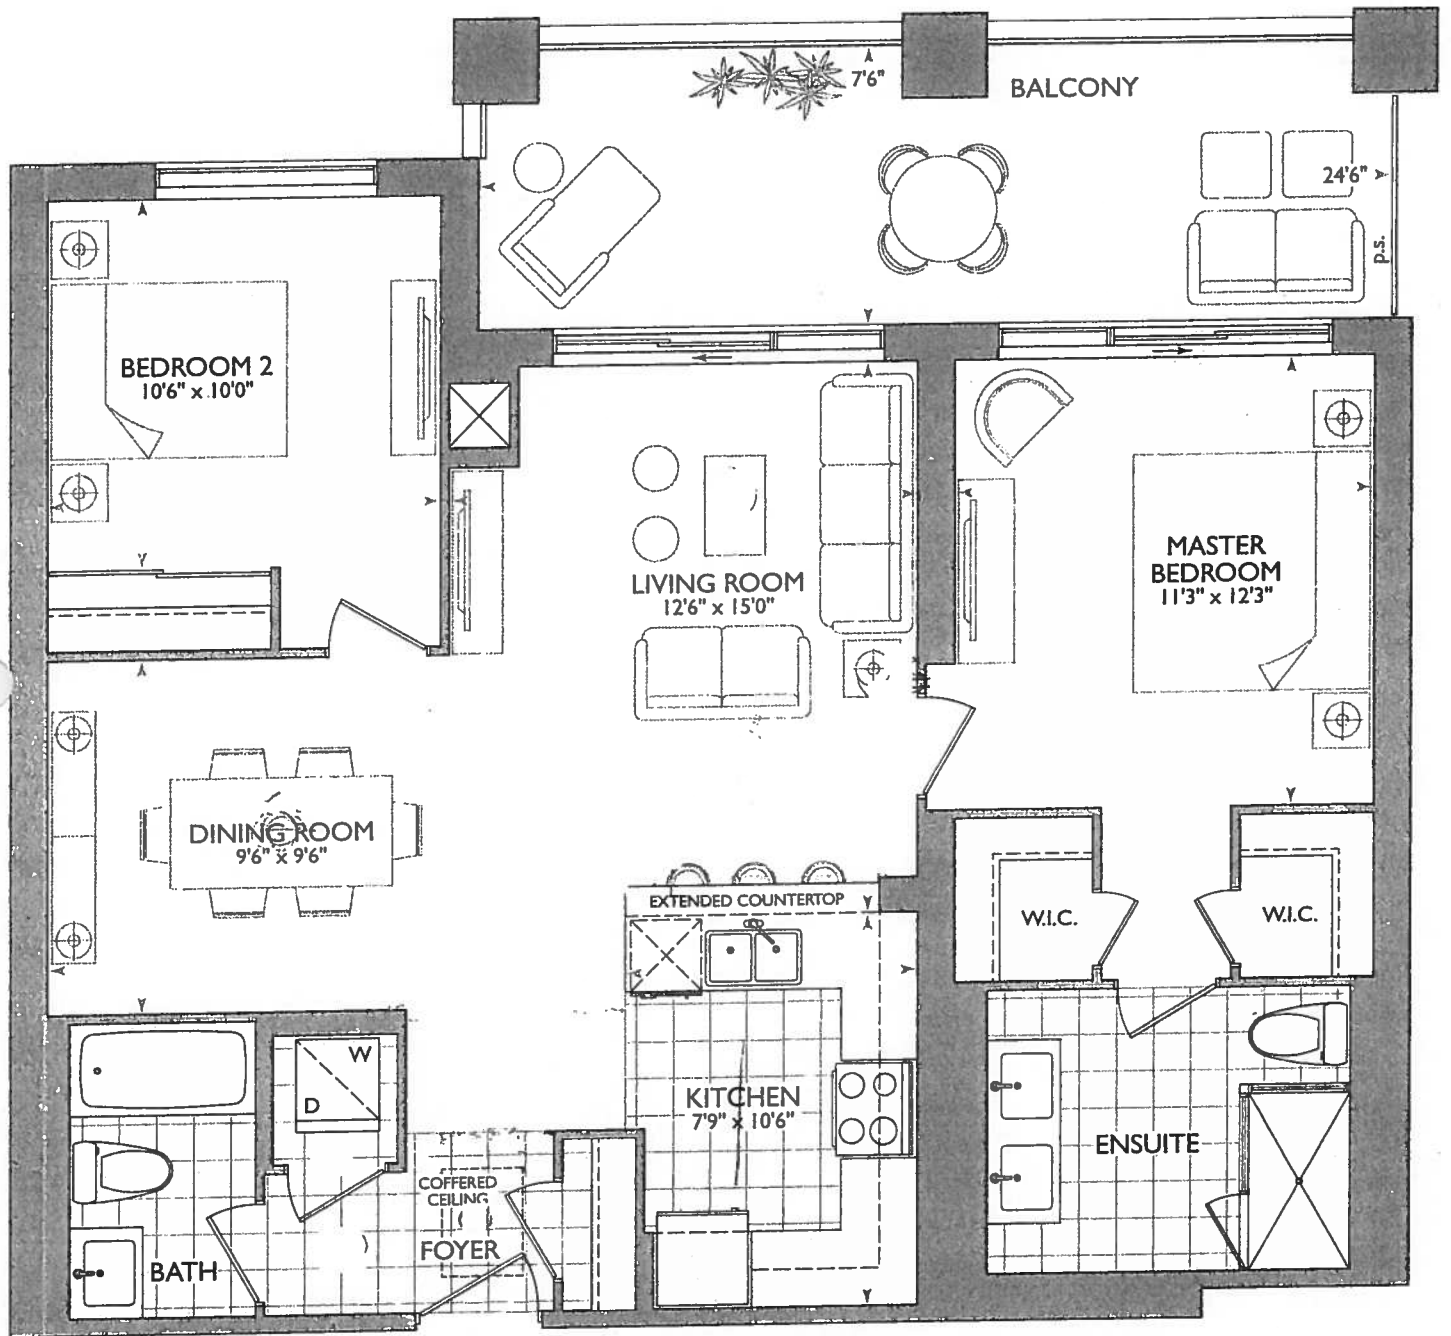 7'6"
BALCONY
24'6"
p.s.
BEDROOM 2
10'6" x 10'0"
LIVING ROOM
12'6" x 15'0"
MASTER
BEDROOM
11'3" x 12'3"
DINING ROOM
9'6" x 9'6"
EXTENDED COUNTERTOP
W.I.C.
W.I.C.
W
D
KITCHEN
7'9" x 10'6"
ENSUITE
COFFERED
CEILING
FOYER
BATH